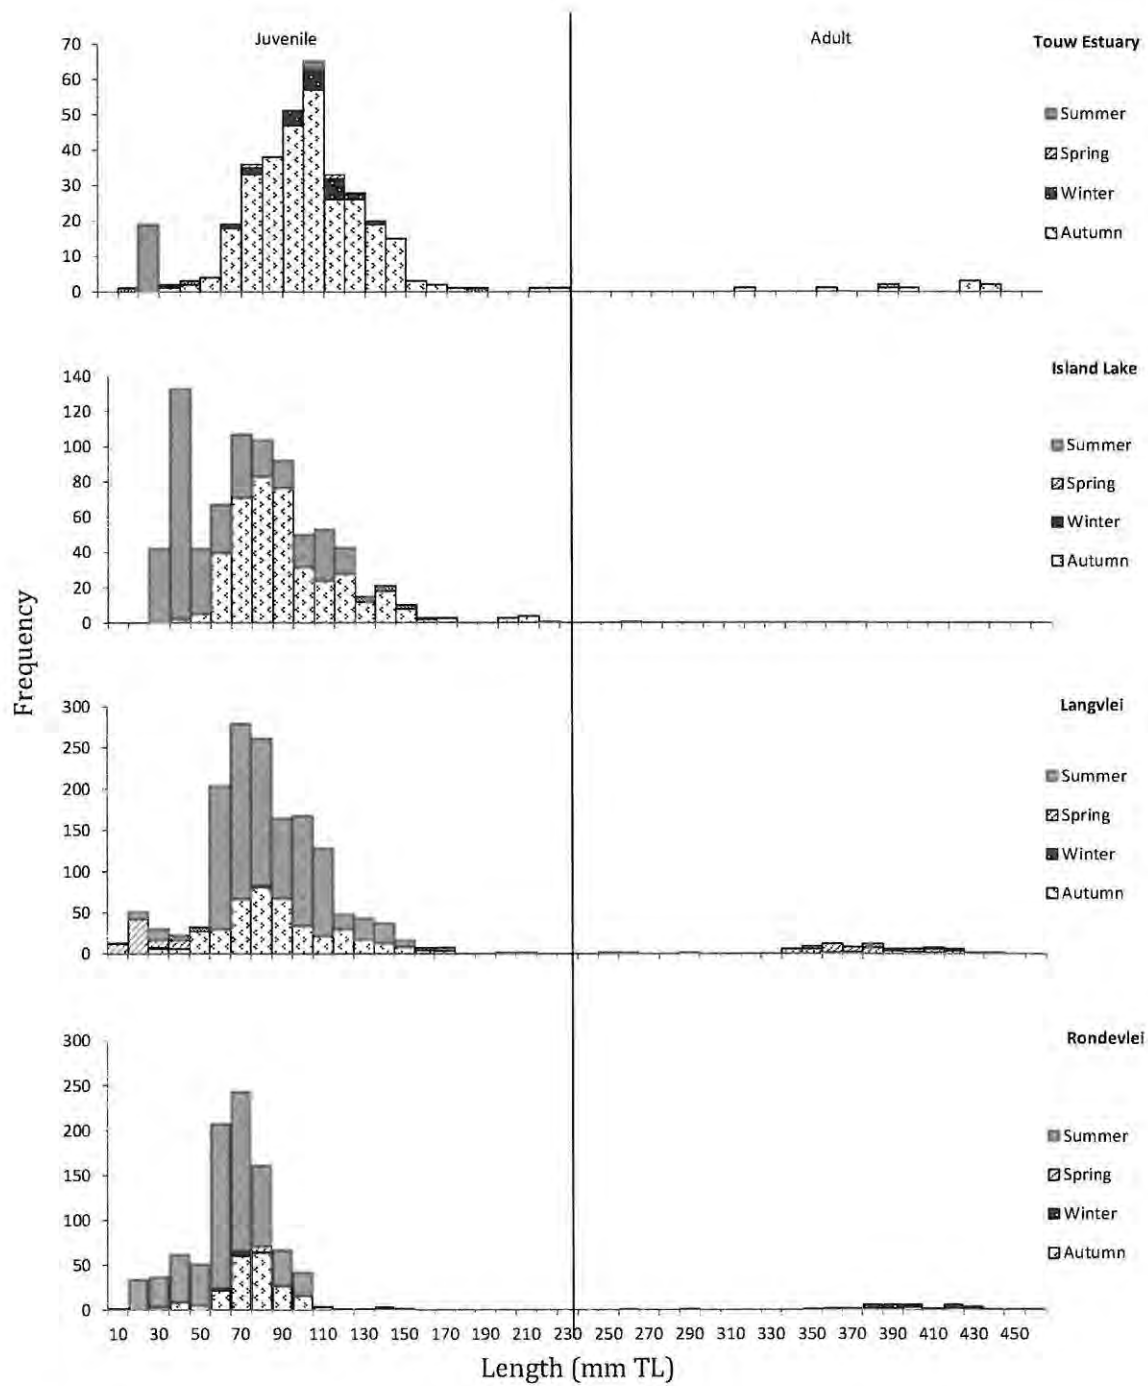 Juvenile
Adult
Touw Estuary
70
60
50
40
30
20
10
0
Summer
Spring
Winter
Autumn
Island Lake
140
120
100
80
60
40
20
0
Summer
Spring
Winter
Autumn
Frequency
Langvlei
300
250
200
150
100
50
0
Summer
Spring
Winter
Autumn
Rondevlei
300
250
200
150
100
50
0
Summer
Spring
Winter
Autumn
10 30 50 70 90 110 130 150 170 190 210 230 250 270 290 310 330 350 370 390 410 430 450
Length (mm TL)